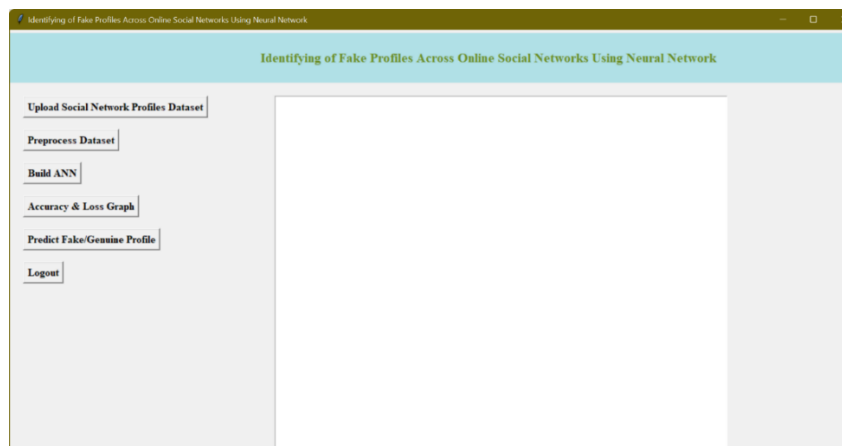 Identifying of Fake Profiles Across Online Social Networks Using Neural Network
Identifying of Fake Profiles Across Online Social Networks Using Neural Network
Upload Social Network Profiles Dataset
Preprocess Dataset
Build ANN
Accuracy & Loss Graph
Predict Fake/Genuine Profile
Logout